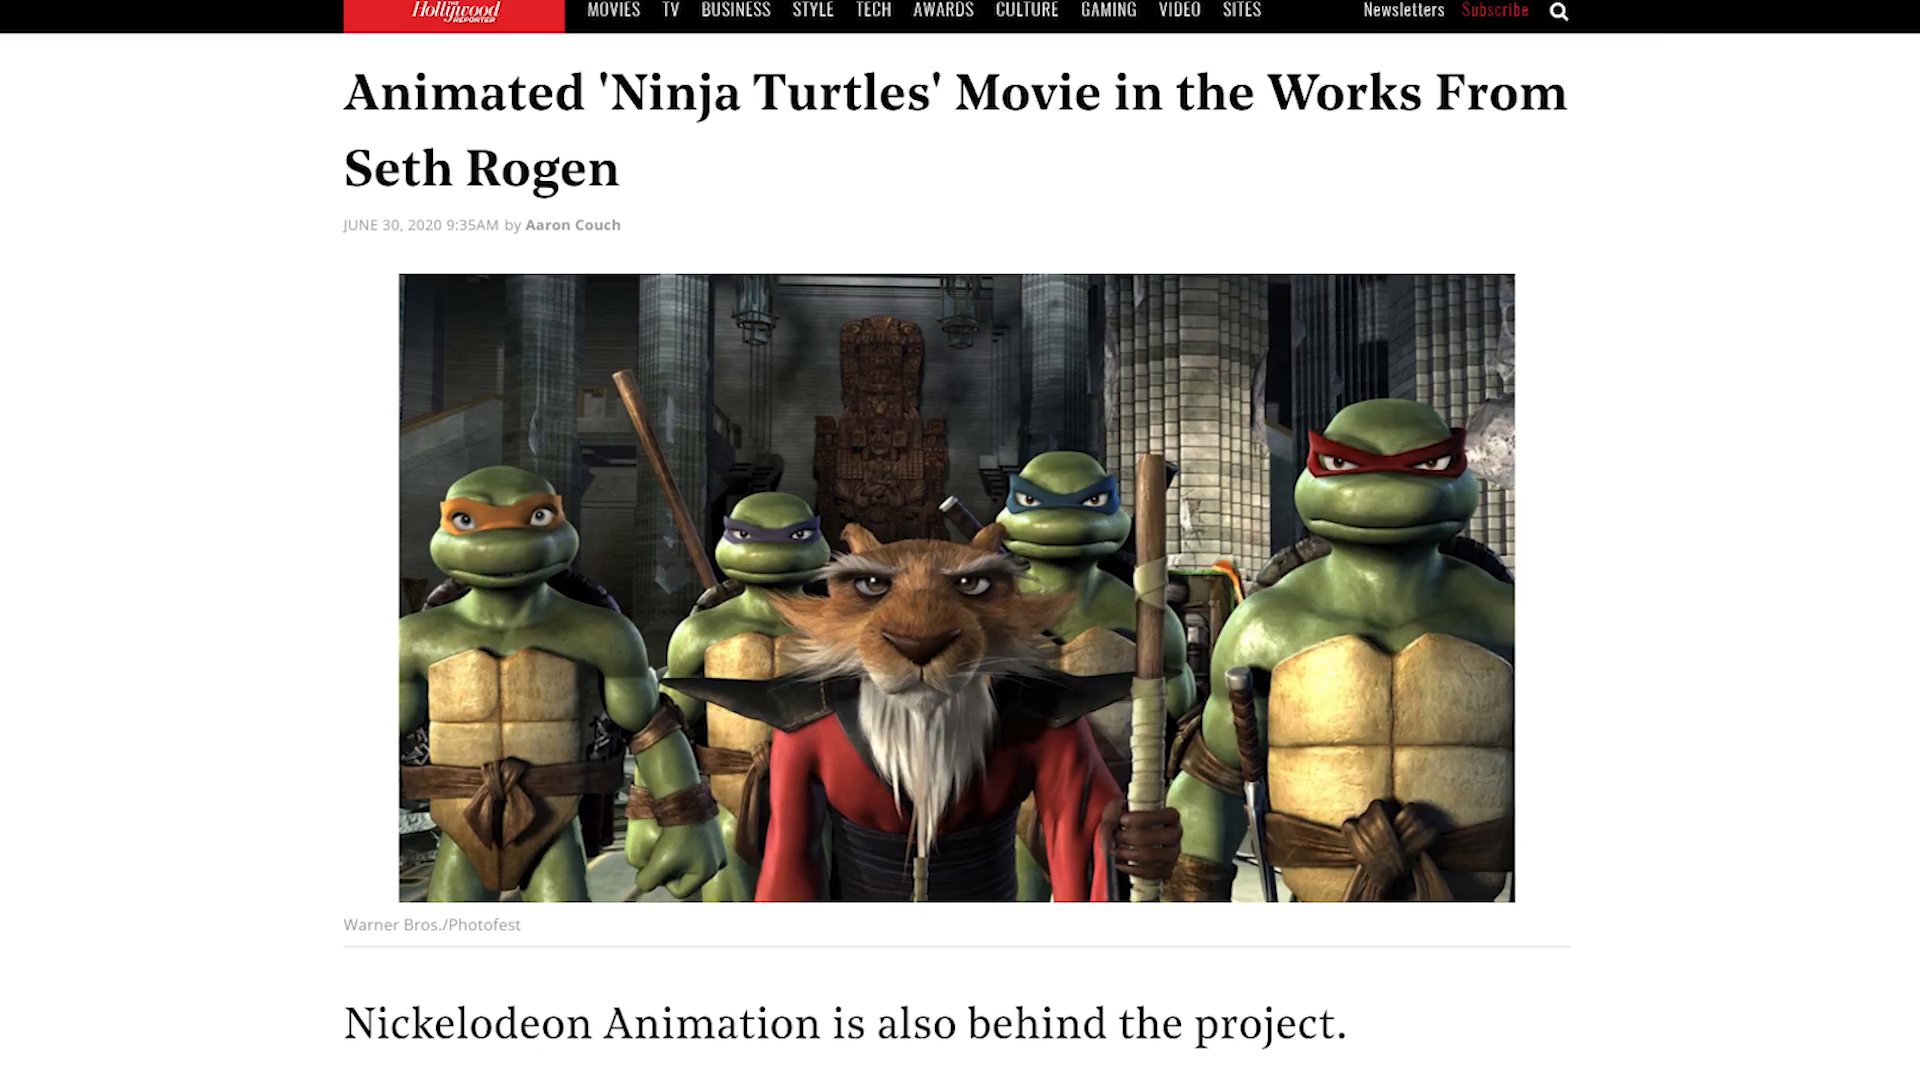 THE
Hollywood
REPORTER
MOVIES TV BUSINESS STYLE TECH AWARDS CULTURE GAMING VIDEO SITES Newsletters Subscribe
Animated 'Ninja Turtles' Movie in the Works From
Seth Rogen
JUNE 30, 2020 9:35AM by Aaron Couch
Warner Bros./Photofest
Nickelodeon Animation is also behind the project.